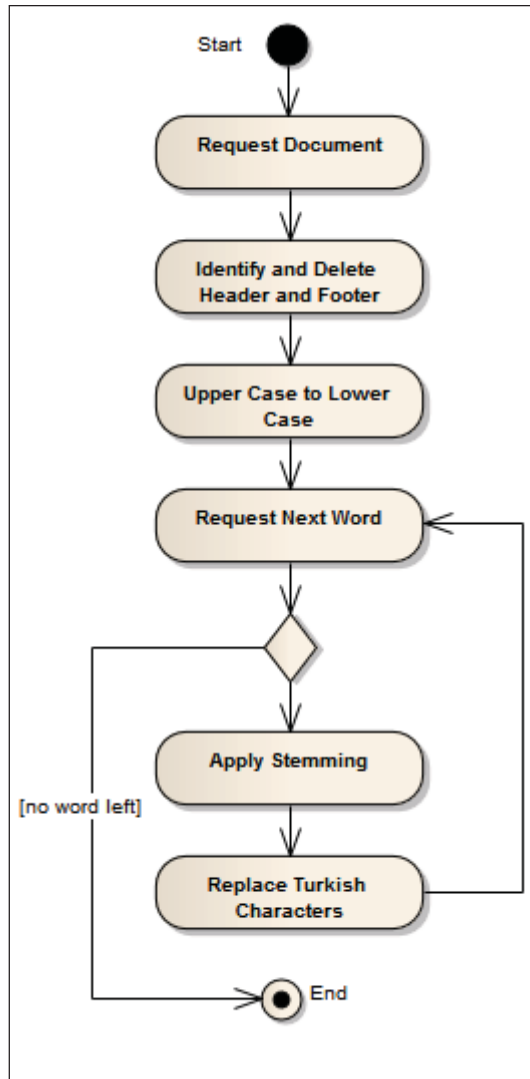 Start
Request Document
Identify and Delete
Header and Footer
Upper Case to Lower
Case
Request Next Word
Apply Stemming
[no word left]
Replace Turkish
Characters
End